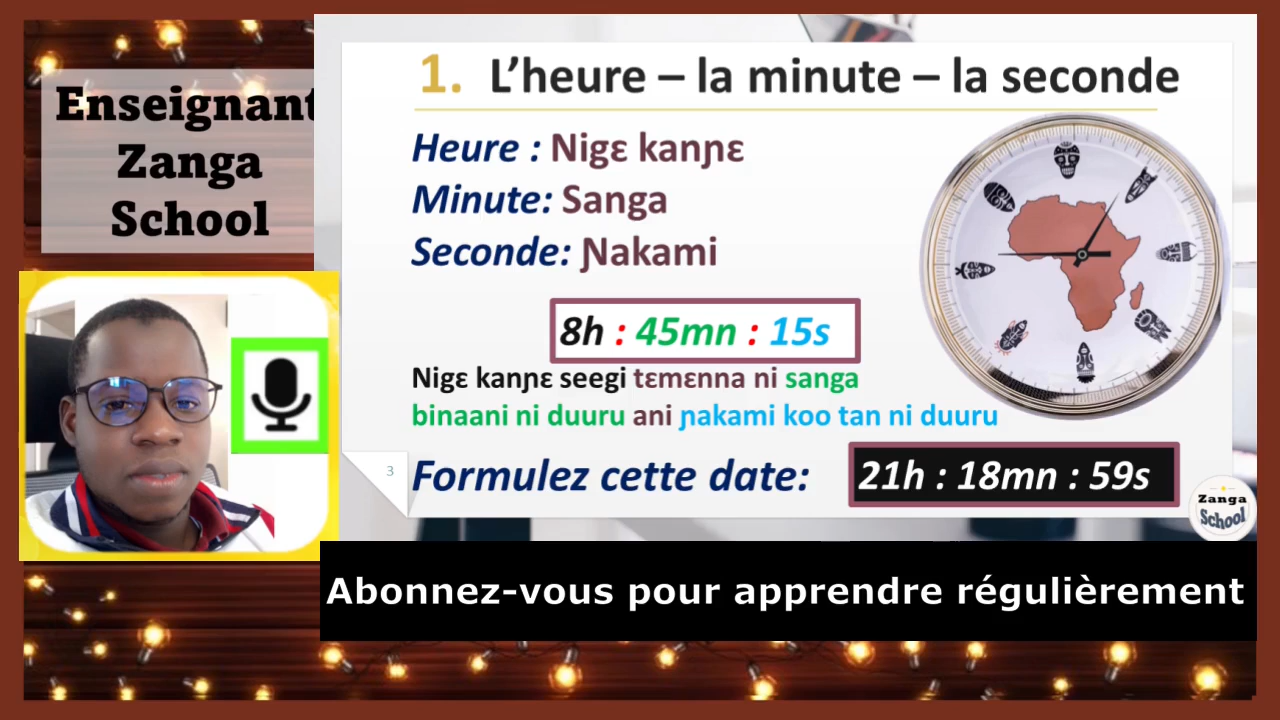 Enseignant
Zanga
School
1. L’heure – la minute – la seconde
Heure : Nigɛ kanɲɛ
Minute: Sanga
Seconde: Ɲakami
8h : 45mn : 15s
Nigɛ kanɲɛ seegi tɛmɛnna ni sanga
binaani ni duuru ani ɲakami koo tan ni duuru
3
Formulez cette date:
21h : 18mn : 59s
Zanga
School
Abonnez-vous pour apprendre régulièrement